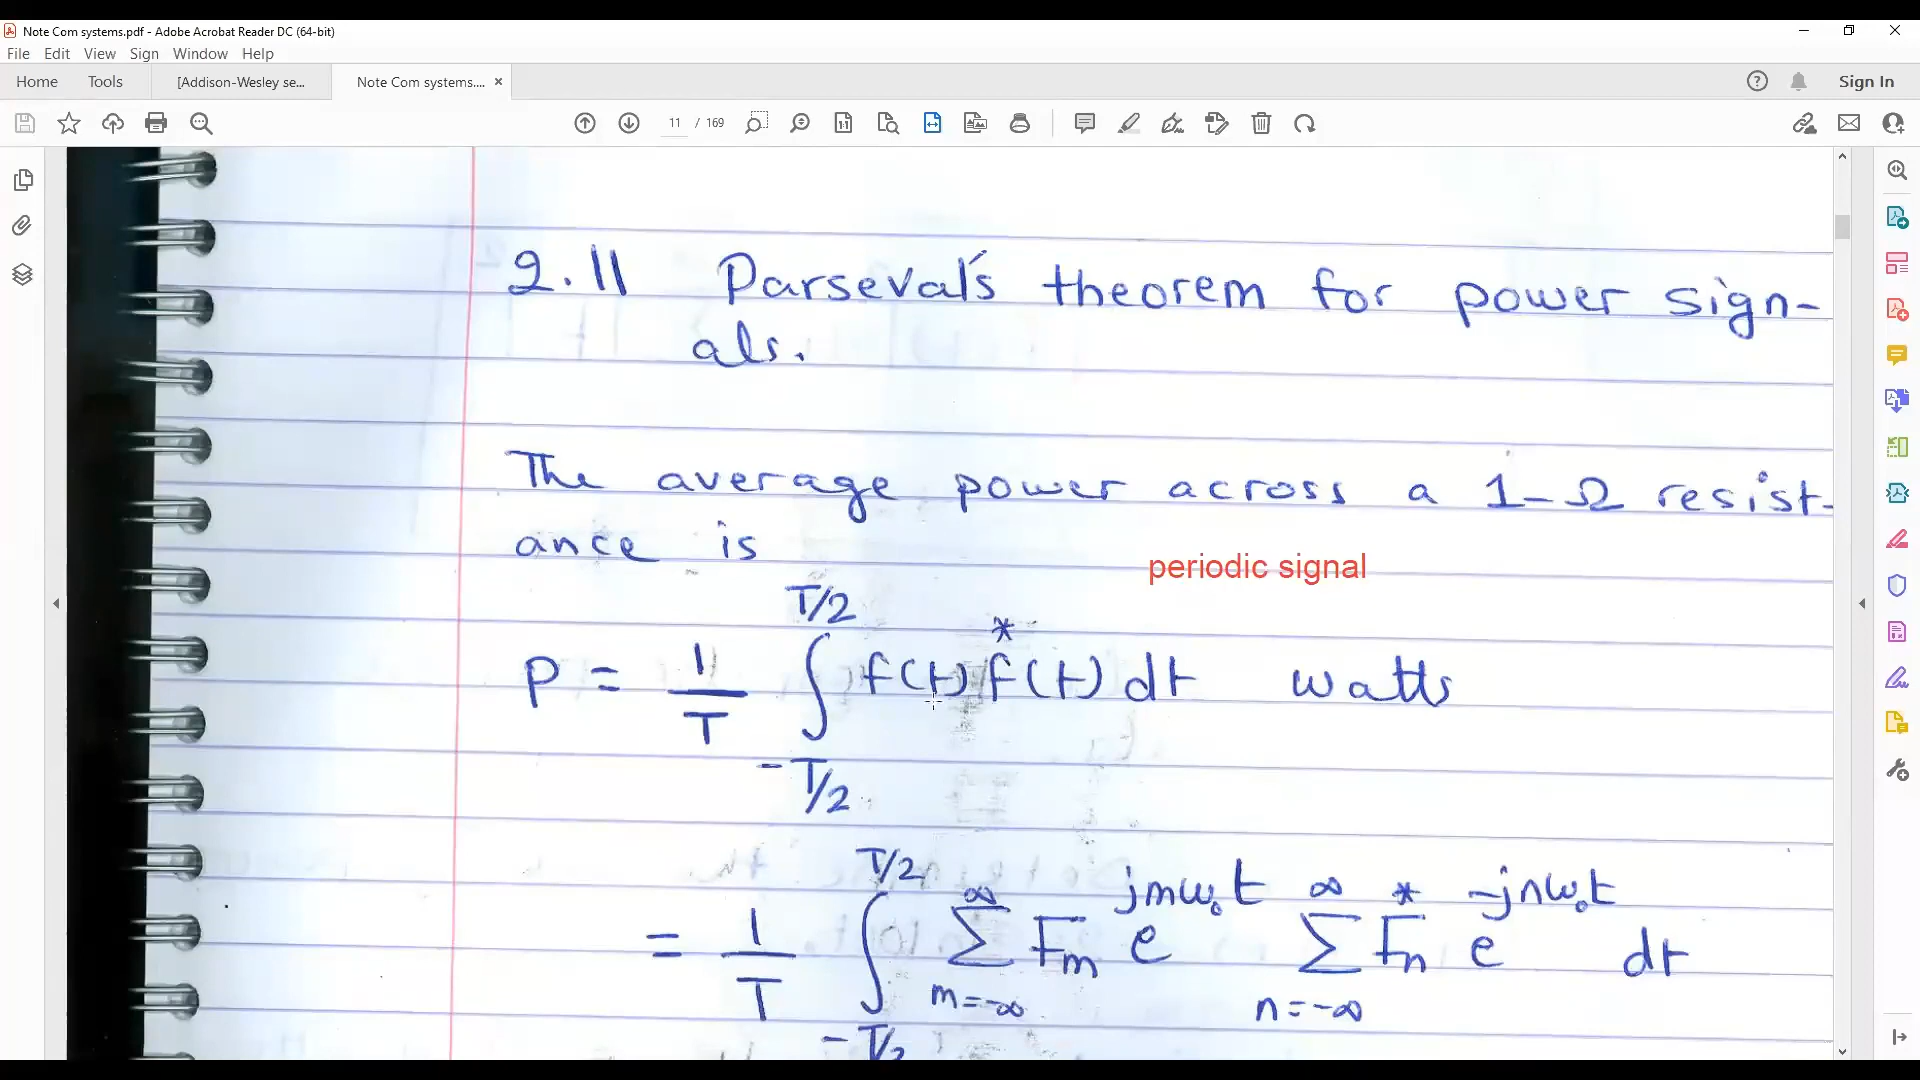 Note Com systems.pdf - Adobe Acrobat Reader DC (64-bit)
File Edit View Sign Window Help
Home Tools [Addison-Wesley se... Note Com systems.... ×
Sign In
11 / 169
2.11 Parseval's theorem for power sign-
als.
The average power across a 1-Ω resist-
ance is
periodic signal
P = 1/T ∫_{-T/2}^{T/2} f(t) f*(t) dt watts
= 1/T ∫_{-T/2}^{T/2} ∑_{m=-∞}^{∞} F_m e^{jmω₀t} ∑_{n=-∞}^{∞} F_n* e^{-jnω₀t} dt